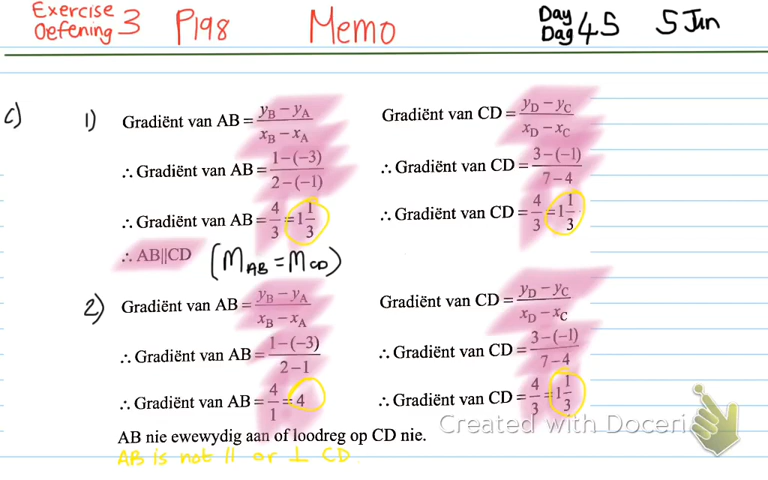 Exercise
Oefening 3 P198 Memo Day
Dag 45 5 Jun
c) 1) Gradiënt van AB = (y_B − y_A)/(x_B − x_A) Gradiënt van CD = (y_D − y_C)/(x_D − x_C)
∴ Gradiënt van AB = (1−(−3))/(2−(−1)) ∴ Gradiënt van CD = (3−(−1))/(7−4)
∴ Gradiënt van AB = 4/3 = 1 1/3 ∴ Gradiënt van CD = 4/3 = 1 1/3
∴ AB||CD (M_AB = M_CD)
2) Gradiënt van AB = (y_B − y_A)/(x_B − x_A) Gradiënt van CD = (y_D − y_C)/(x_D − x_C)
∴ Gradiënt van AB = (1−(−3))/(2−1) ∴ Gradiënt van CD = (3−(−1))/(7−4)
∴ Gradiënt van AB = 4/1 = 4 ∴ Gradiënt van CD = 4/3 = 1 1/3
Created with Doceri
AB nie ewewydig aan of loodreg op CD nie.
AB is not || or ⊥ CD.